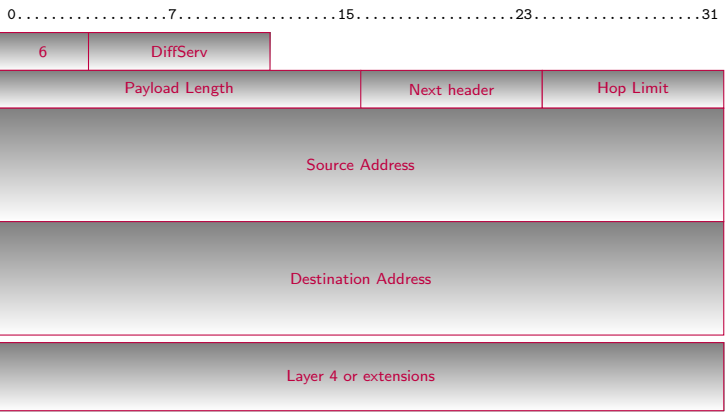 0.................7..................15...................23...................31
6 DiffServ
Payload Length Next header Hop Limit
Source Address
Destination Address
Layer 4 or extensions